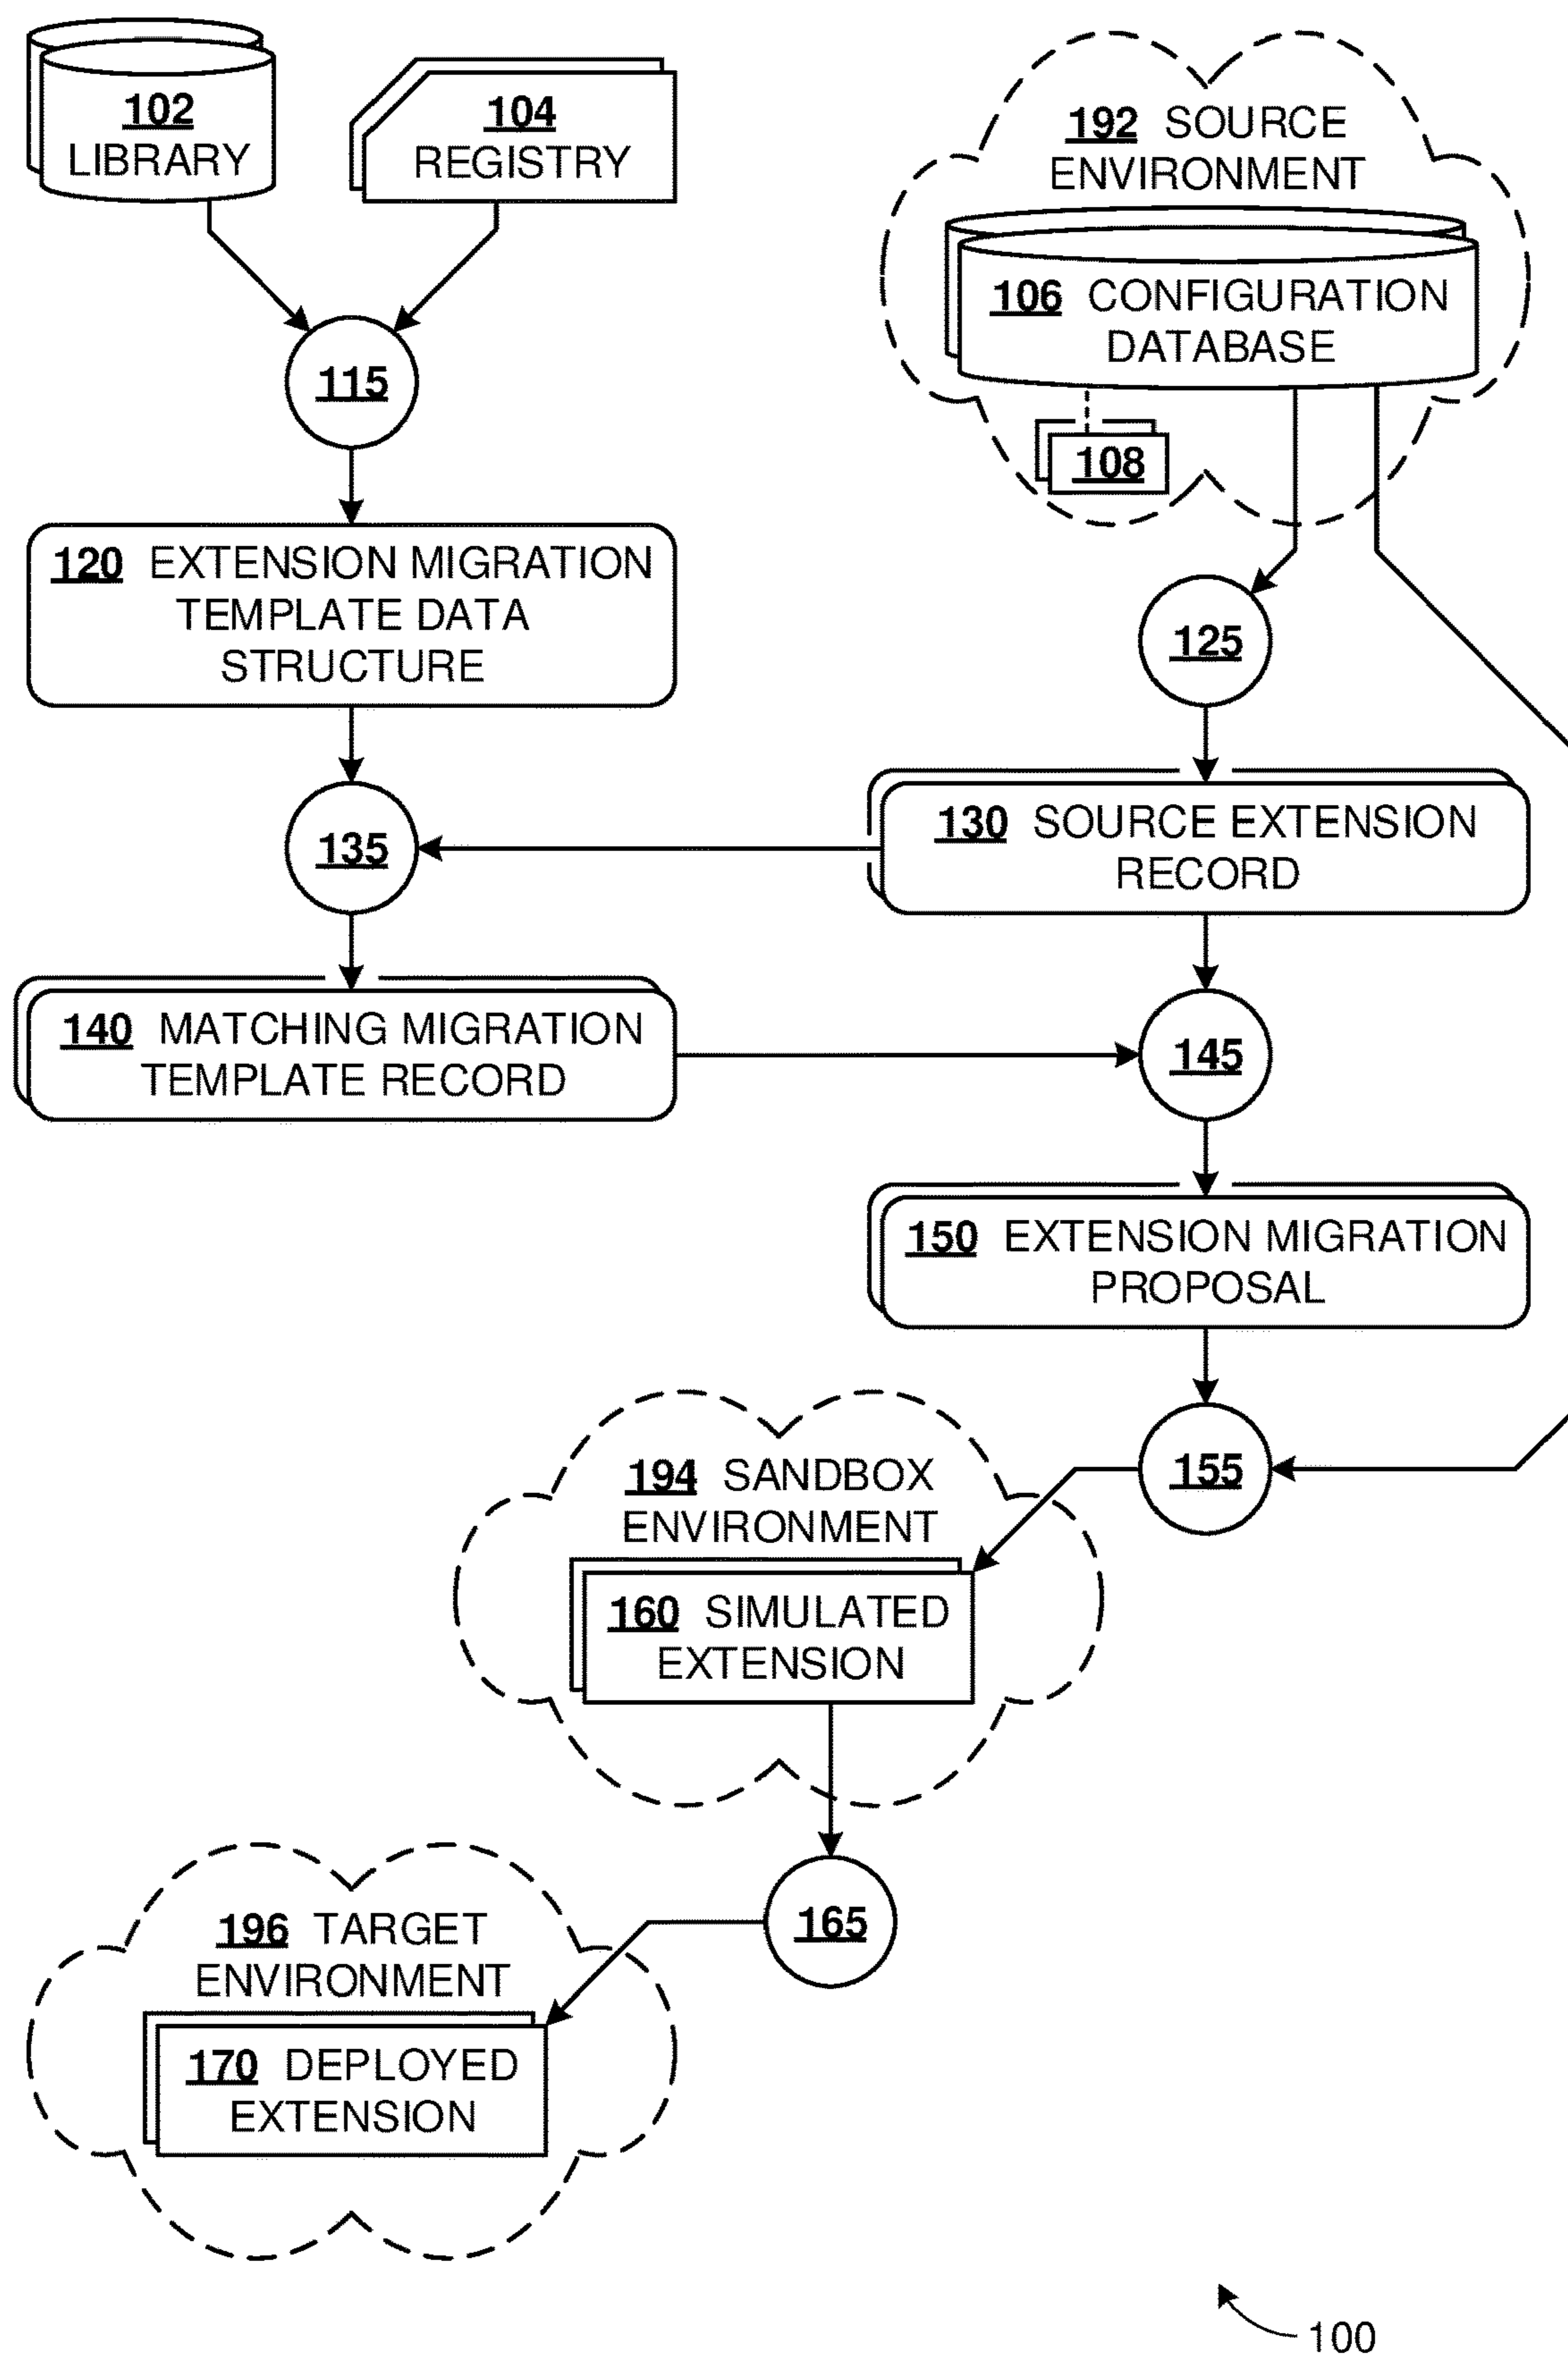 102
LIBRARY
104
REGISTRY
192 SOURCE
ENVIRONMENT
106 CONFIGURATION
DATABASE
108
115
120 EXTENSION MIGRATION
TEMPLATE DATA
STRUCTURE
125
130 SOURCE EXTENSION
RECORD
135
140 MATCHING MIGRATION
TEMPLATE RECORD
145
150 EXTENSION MIGRATION
PROPOSAL
155
194 SANDBOX
ENVIRONMENT
160 SIMULATED
EXTENSION
165
196 TARGET
ENVIRONMENT
170 DEPLOYED
EXTENSION
100